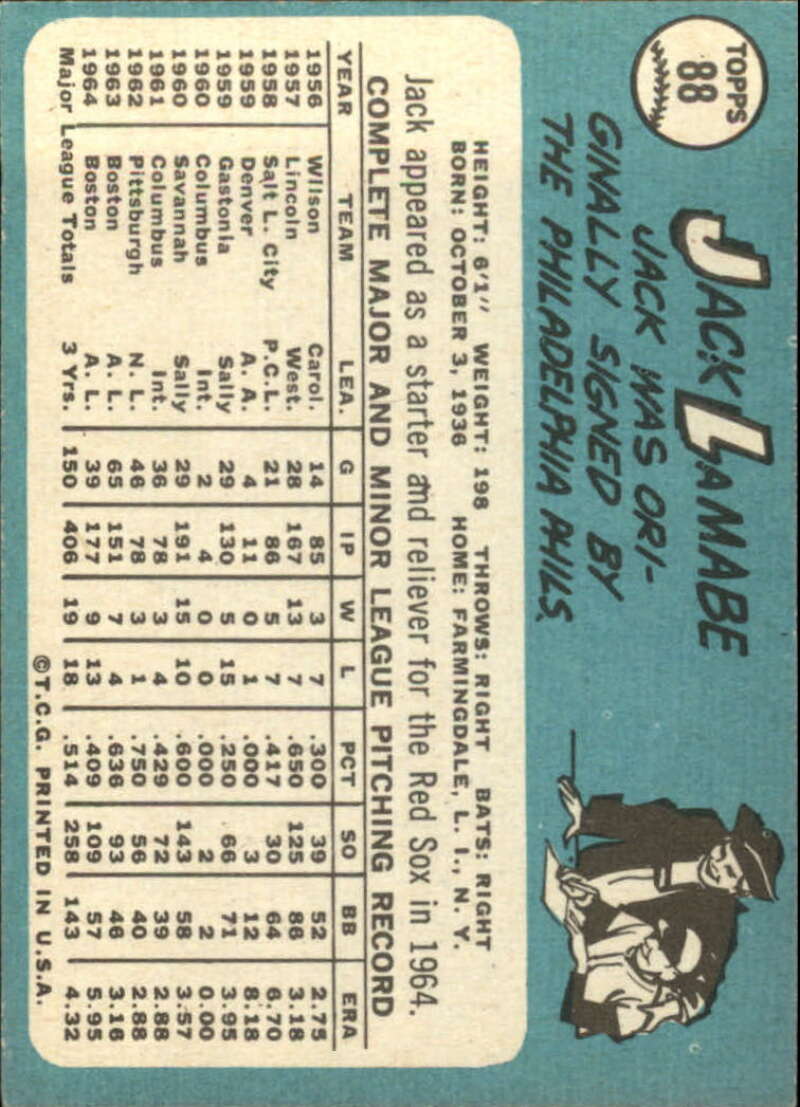 TOPPS
88
JACK LAMABE
JACK WAS ORI-
GINALLY SIGNED BY
THE PHILADELPHIA PHILS.
HEIGHT: 6'1" WEIGHT: 198 THROWS: RIGHT BATS: RIGHT
BORN: OCTOBER 3, 1936 HOME: FARMINGDALE, L. I., N. Y.
Jack appeared as a starter and reliever for the Red Sox in 1964.
COMPLETE MAJOR AND MINOR LEAGUE PITCHING RECORD
YEAR TEAM LEA. G IP W L PCT SO BB ERA
1956 Wilson Carol. 14 85 3 7 .300 39 52 2.75
1957 Lincoln West. 28 167 13 7 .650 125 86 3.18
1958 Salt L. City P.C.L. 21 86 5 7 .417 30 64 6.70
1959 Denver A. A. 4 11 0 1 .000 3 12 8.18
1959 Gastonia Sally 29 130 5 15 .250 66 71 3.95
1960 Columbus Int. 2 4 0 0 .000 2 2 0.00
1960 Savannah Sally 29 191 15 10 .600 143 58 3.57
1961 Columbus Int. 36 78 3 4 .429 72 39 2.88
1962 Pittsburgh N. L. 46 78 3 1 .750 56 40 2.88
1963 Boston A. L. 65 151 7 4 .636 93 46 3.16
1964 Boston A. L. 39 177 9 13 .409 109 57 5.95
Major League Totals 3 Yrs. 150 406 19 18 .514 258 143 4.32
©T.C.G. PRINTED IN U.S.A.